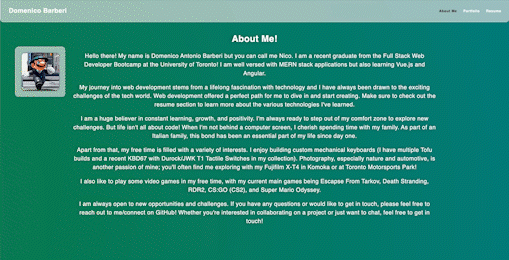 Domenico Barberi
About Me
Portfolio
Resume
About Me!
Hello there! My name is Domenico Antonio Barberi but you can call me Nico. I am a recent graduate from the Full Stack Web
Developer Bootcamp at the University of Toronto! I am well versed with MERN stack applications but also learning Vue.js and
Angular.
My journey into web development stems from a lifelong fascination with technology and I have always been drawn to the exciting
challenges of the tach world. Web development offered a perfect path for me to dive in and start creating. Make sure to check out the
resume section to learn more about the various technologies I've learned.
I am a huge believer in constant learning, growth, and positivity. I'm always ready to step out of my comfort zone to explore new
challenges. But life isn't all about code! When I'm not behind a computer screen, I cherish spending time with my family. As part of an
Italian family, this bond has been an essential part of my life since day one.
Apart from that, my free time is filled with a variety of interests. I enjoy building custom mechanical keyboards (I have multiple Tofu
builds and a recent KBD67 with Durock/JWK T1 Tactile Switches in my collection). Photography, especially nature and automotive, is
another passion of mine; you'll often find me exploring with my Fujifilm X-T4 in Komoka or at Toronto Motorsports Park!
I also like to play some video games in my free time, with my current main games being Escape From Tarkov, Death Stranding,
RDR2, CS:GO (CS2), and Super Mario Odyssey.
I am always open to new opportunities and challenges. If you have any questions or would like to get in touch, please feel free to
reach out to me/connect on GitHub! Whether you're interested in collaborating on a project or just want to chat, feel free to get in
touch!